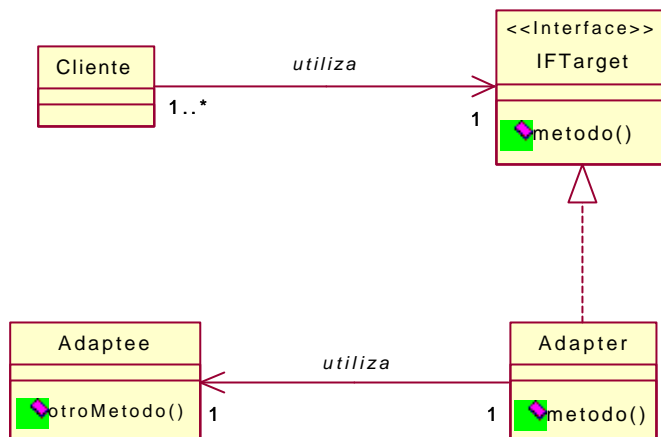 <<Interface>>
IFTarget
Cliente
utiliza
1..*
1
metodo()
Adaptee
Adapter
utiliza
otroMetodo()
1
1
metodo()